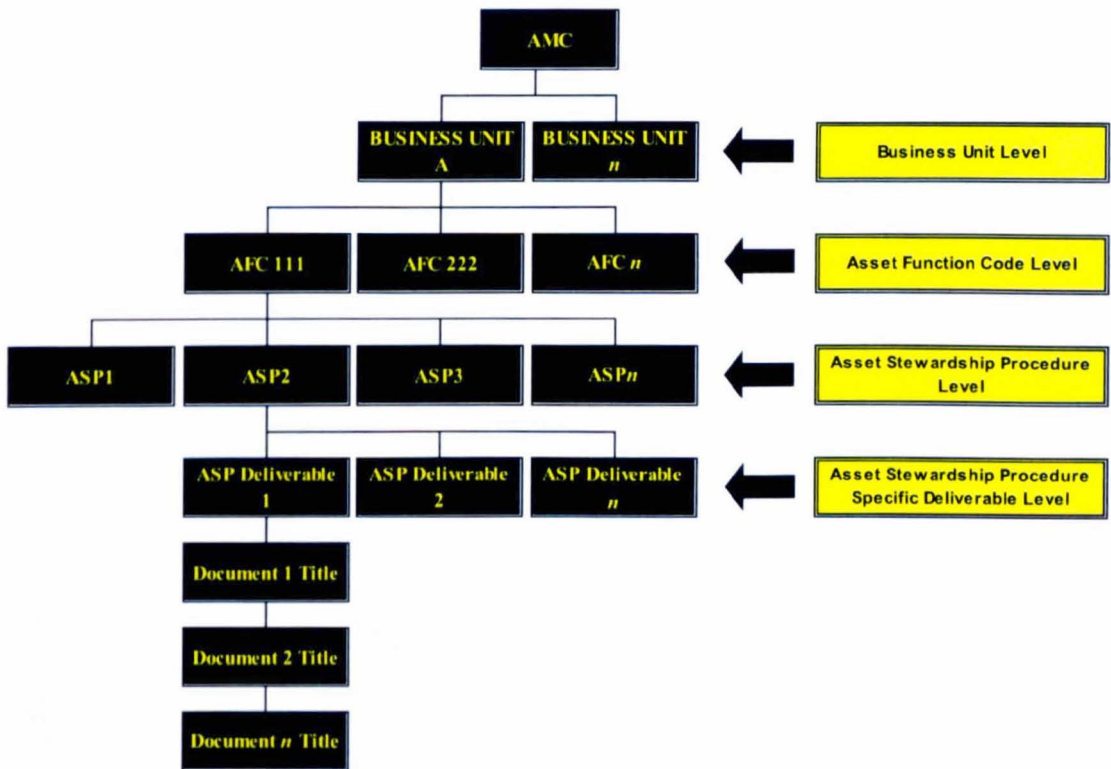 AMC
BUSINESS UNIT
A
BUSINESS UNIT
n
Business Unit Level
AFC 111
AFC 222
AFC n
Asset Function Code Level
ASP1
ASP2
ASP3
ASPn
Asset Stewardship Procedure
Level
ASP Deliverable
1
ASP Deliverable
2
ASP Deliverable
n
Asset Stewardship Procedure
Specific Deliverable Level
Document 1 Title
Document 2 Title
Document n Title